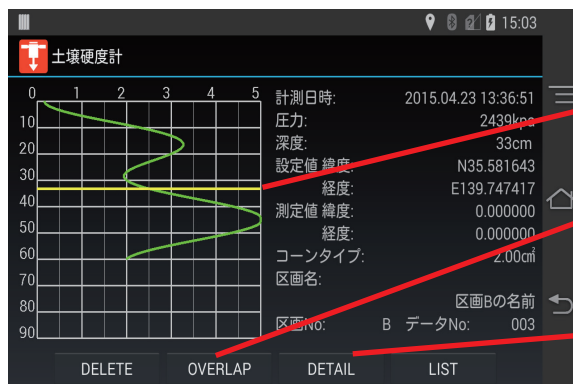 15:03
土壌硬度計
0 1 2 3 4 5
10
20
30
40
50
60
70
80
90
計測日時: 2015.04.23 13:36:51
圧力: 2439kpa
深度: 33cm
設定値 緯度: N35.581643
経度: E139.747417
測定値 緯度: 0.000000
経度: 0.000000
コーンタイプ: 2.00c㎡
区画名:
区画Bの名前
区画No: B データNo: 003
DELETE OVERLAP DETAIL LIST